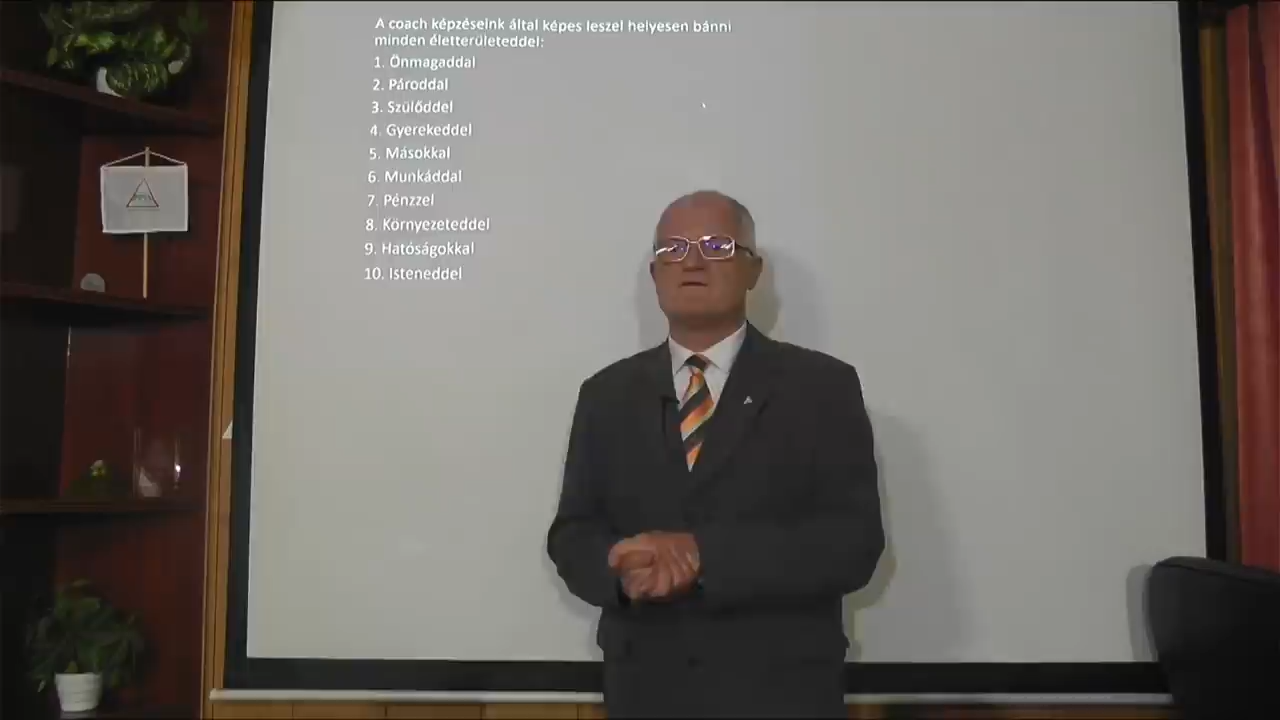 A coach képzéseink által képes leszel helyesen bánni
minden életterületeddel:
1. Önmagaddal
2. Pároddal
3. Szülőddel
4. Gyerekeddel
5. Másokkal
6. Munkáddal
7. Pénzzel
8. Környezeteddel
9. Hatóságokkal
10. Isteneddel